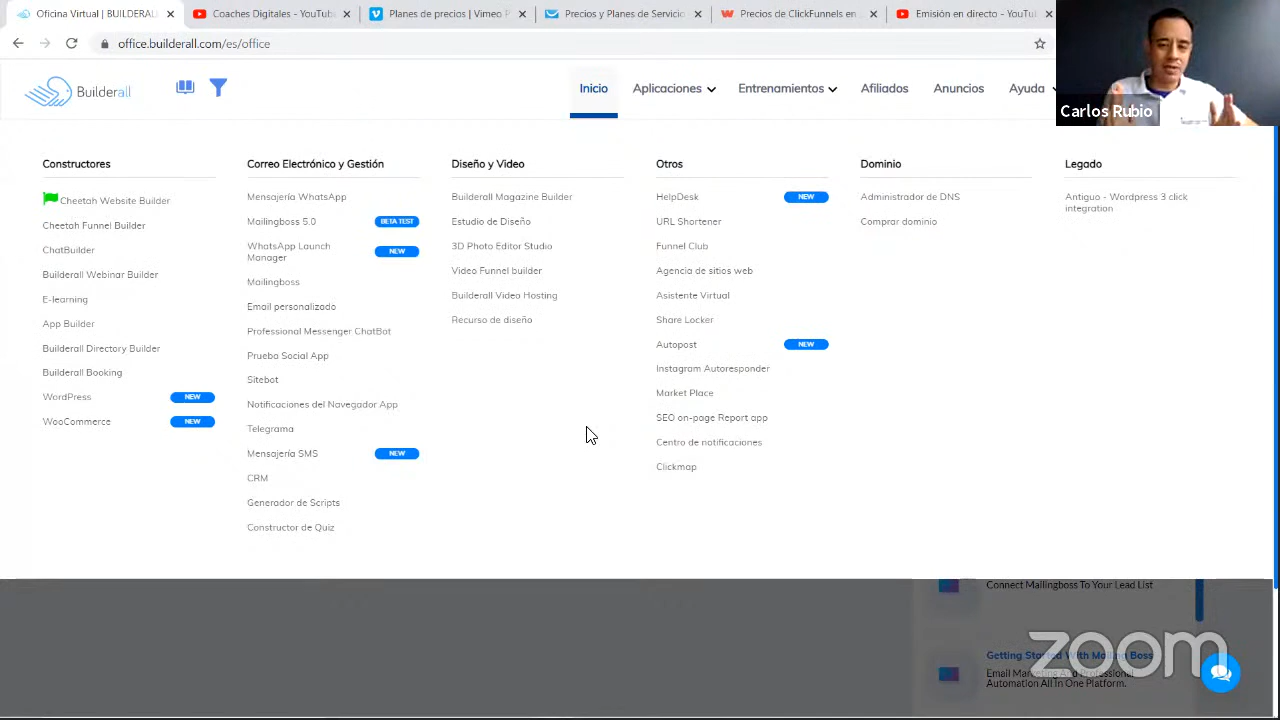 Oficina Virtual | BUILDERAL
Coaches Digitales - YouTube
Planes de precios | Vimeo P
Precios y Planes de Servicio
Precios de ClickFunnels en
Emisión en directo - YouTu
office.builderall.com/es/office
Builderall
Inicio
Aplicaciones
Entrenamientos
Afiliados
Anuncios
Ayuda
Carlos Rubio
Constructores
Cheetah Website Builder
Cheetah Funnel Builder
ChatBuilder
Builderall Webinar Builder
E-learning
App Builder
Builderall Directory Builder
Builderall Booking
WordPress NEW
WooCommerce NEW
Correo Electrónico y Gestión
Mensajería WhatsApp
Mailingboss 5.0 BETA TEST
WhatsApp Launch
Manager NEW
Mailingboss
Email personalizado
Professional Messenger ChatBot
Prueba Social App
Sitebot
Notificaciones del Navegador App
Telegrama
Mensajería SMS NEW
CRM
Generador de Scripts
Constructor de Quiz
Diseño y Video
Builderall Magazine Builder
Estudio de Diseño
3D Photo Editor Studio
Video Funnel builder
Builderall Video Hosting
Recurso de diseño
Otros
HelpDesk NEW
URL Shortener
Funnel Club
Agencia de sitios web
Asistente Virtual
Share Locker
Autopost NEW
Instagram Autoresponder
Market Place
SEO on-page Report app
Centro de notificaciones
Clickmap
Dominio
Administrador de DNS
Comprar dominio
Legado
Antiguo - Wordpress 3 click
integration
Connect Mailingboss To Your Lead List
Getting Started With Mailing Boss
Email Marketing And Professional
Automation All In One Platform.
zoom